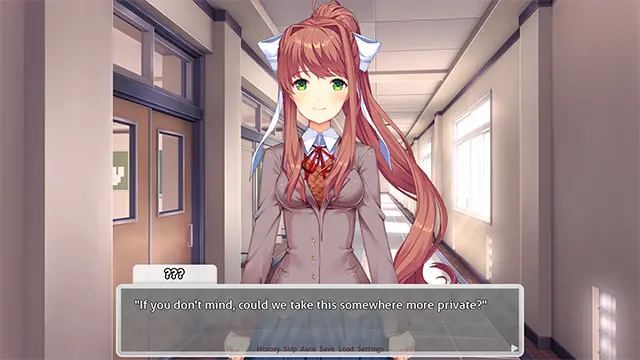 ???
"If you don't mind, could we take this somewhere more private?"
History Skip Auto Save Load Settings